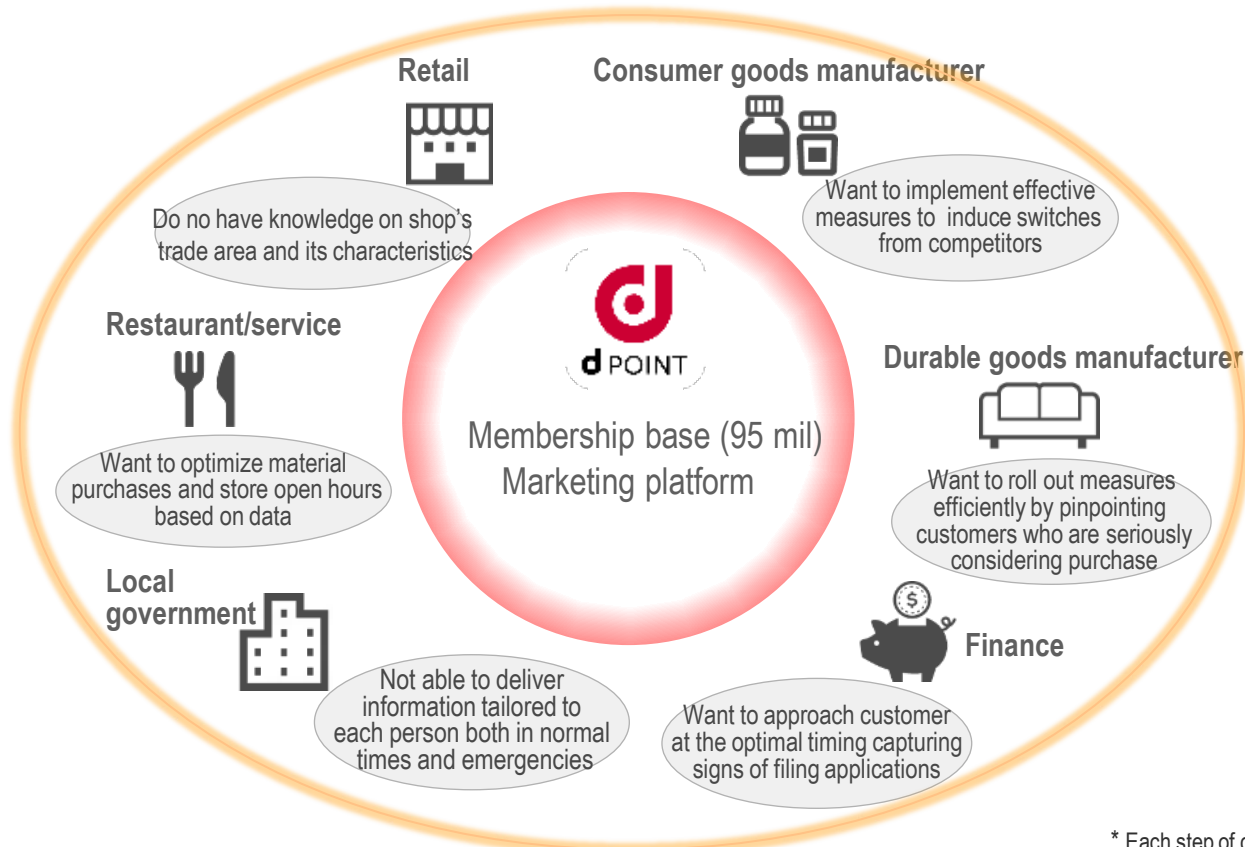 Retail
Consumer goods manufacturer
Do no have knowledge on shop's
trade area and its characteristics
Want to implement effective
measures to induce switches
from competitors
d POINT
Membership base (95 mil)
Marketing platform
Restaurant/service
Want to optimize material
purchases and store open hours
based on data
Durable goods manufacturer
Want to roll out measures
efficiently by pinpointing
customers who are seriously
considering purchase
Local
government
Not able to deliver
information tailored to
each person both in normal
times and emergencies
$
Finance
Want to approach customer
at the optimal timing capturing
signs of filing applications
* Each step of